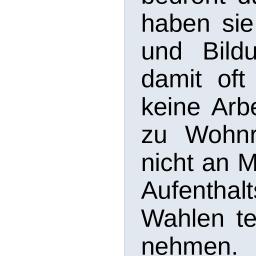 haben sie
und Bildu
damit oft
keine Arbe
zu Wohnr
nicht an M
Aufenthalts
Wahlen te
nehmen.